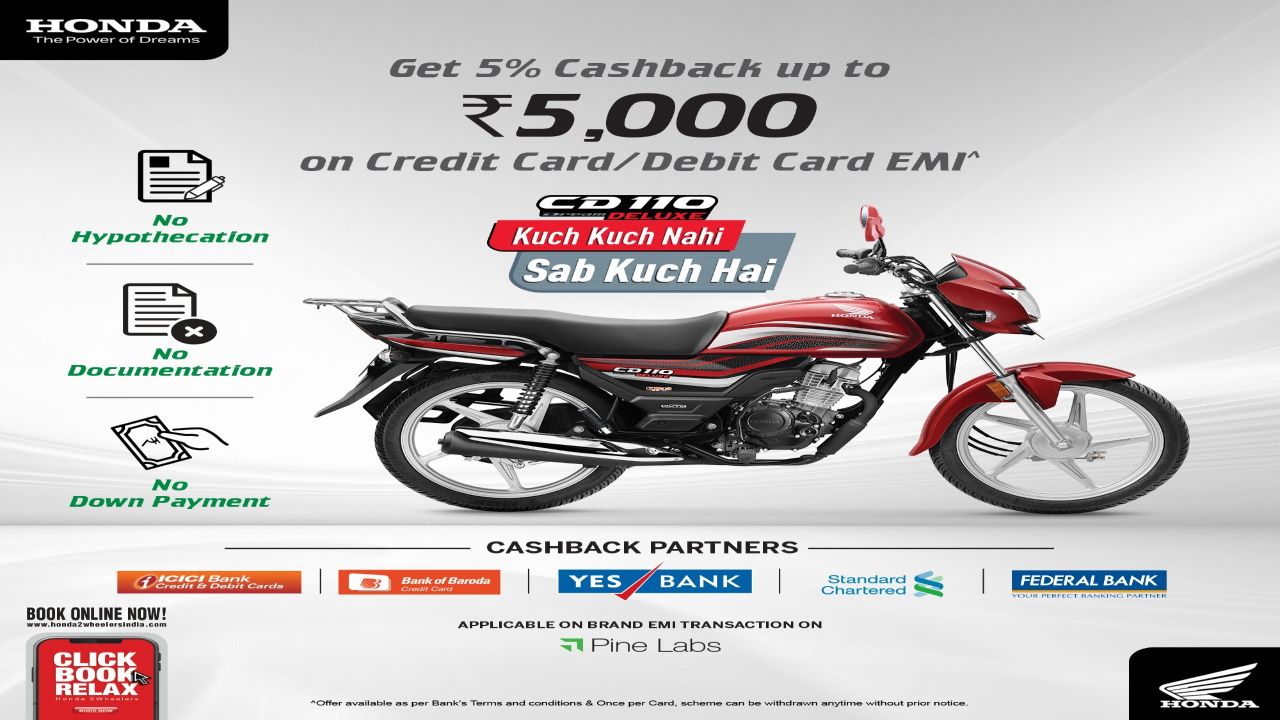 HONDA
The Power of Dreams
Get 5% Cashback up to
₹5,000
on Credit Card/Debit Card EMI^
No
Hypothecation
No
Documentation
No
Down Payment
CD 110
Dream DELUXE
Kuch Kuch Nahi
Sab Kuch Hai
HONDA
CD 110
CASHBACK PARTNERS
ICICI Bank
Credit & Debit Cards
Bank of Baroda
Credit Card
YES BANK
Standard
Chartered
FEDERAL BANK
YOUR PERFECT BANKING PARTNER
BOOK ONLINE NOW!
www.honda2wheelersindia.com
CLICK
BOOK
RELAX
Honda 2Wheelers
BOOK NOW
APPLICABLE ON BRAND EMI TRANSACTION ON
Pine Labs
^Offer available as per Bank's Terms and conditions & Once per Card, scheme can be withdrawn anytime without prior notice.
HONDA